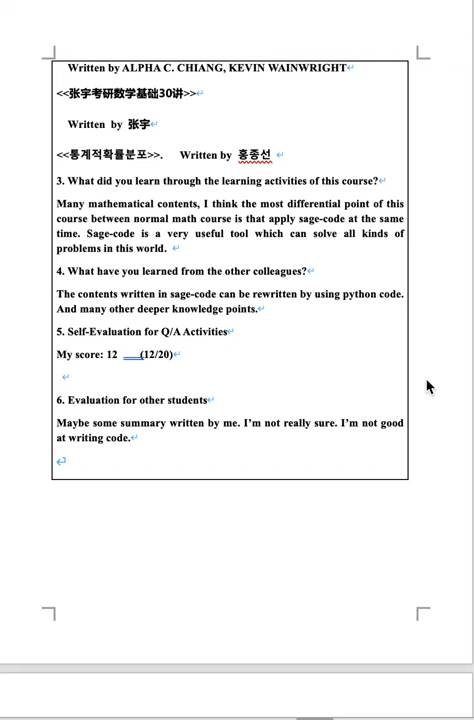 Written by ALPHA C. CHIANG, KEVIN WAINWRIGHT
<<张宇考研数学基础30讲>>
Written by 张宇
<<통계적확률분포>>. Written by 홍종선
3. What did you learn through the learning activities of this course?
Many mathematical contents, I think the most differential point of this
course between normal math course is that apply sage-code at the same
time. Sage-code is a very useful tool which can solve all kinds of
problems in this world.
4. What have you learned from the other colleagues?
The contents written in sage-code can be rewritten by using python code.
And many other deeper knowledge points.
5. Self-Evaluation for Q/A Activities
My score: 12 __(12/20)
6. Evaluation for other students
Maybe some summary written by me. I’m not really sure. I’m not good
at writing code.